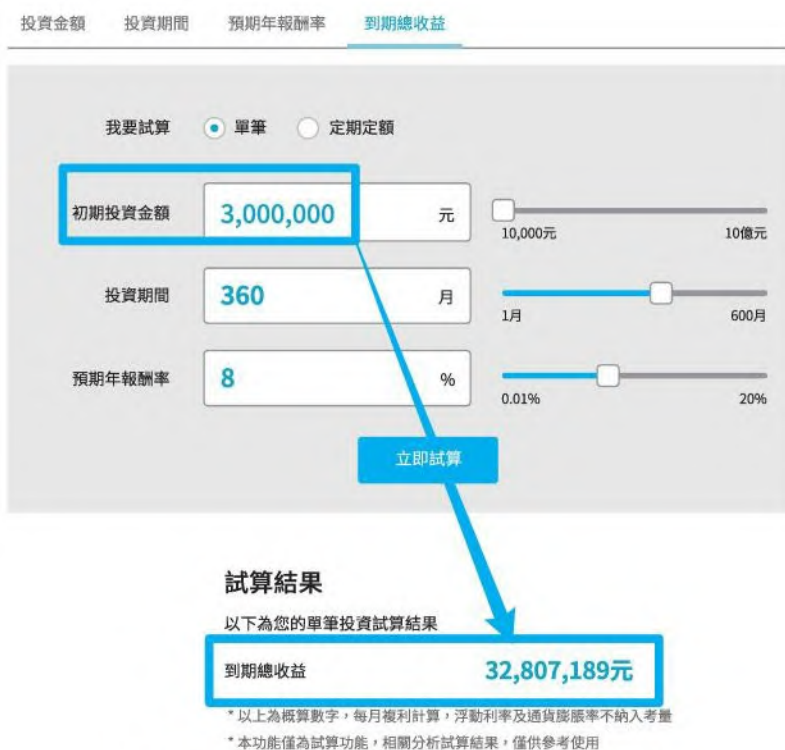 投資金額 投資期間 預期年報酬率 到期總收益
我要試算 單筆 定期定額
初期投資金額 3,000,000 元
10,000元 10億元
投資期間 360 月
1月 600月
預期年報酬率 8 %
0.01% 20%
立即試算
試算結果
以下為您的單筆投資試算結果
到期總收益 32,807,189元
*以上為概算數字，每月複利計算，浮動利率及通貨膨脹率不納入考量
*本功能僅為試算功能，相關分析試算結果，僅供參考使用